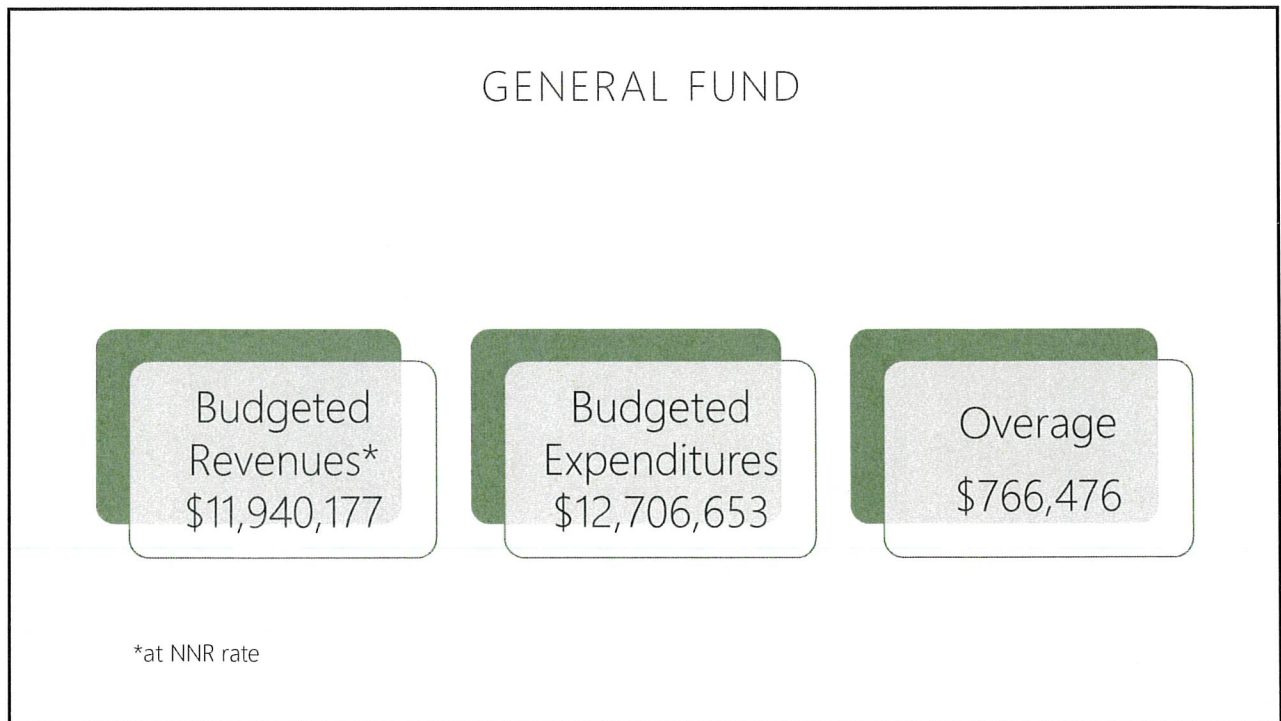 GENERAL FUND
Budgeted
Revenues*
$11,940,177
Budgeted
Expenditures
$12,706,653
Overage
$766,476
*at NNR rate